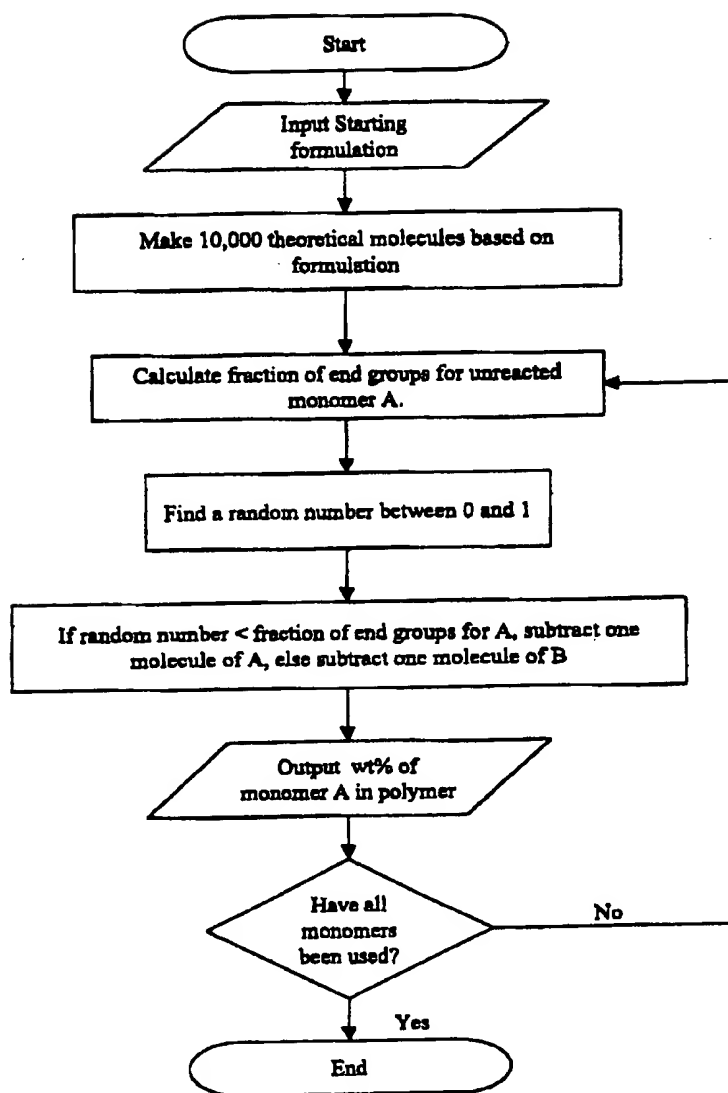 Start
Input Starting
formulation
Make 10,000 theoretical molecules based on
formulation
Calculate fraction of end groups for unreacted
monomer A.
Find a random number between 0 and 1
If random number < fraction of end groups for A, subtract one
molecule of A, else subtract one molecule of B
Output wt% of
monomer A in polymer
Have all
monomers
been used?
No
Yes
End